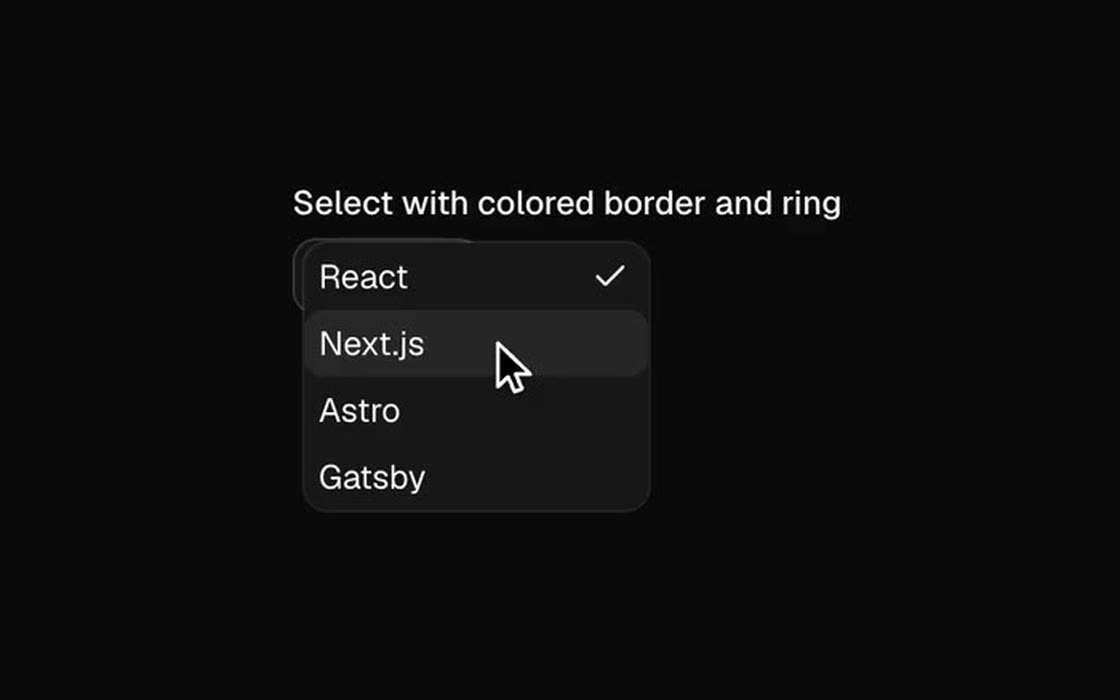 Select with colored border and ring
React
Next.js
Astro
Gatsby